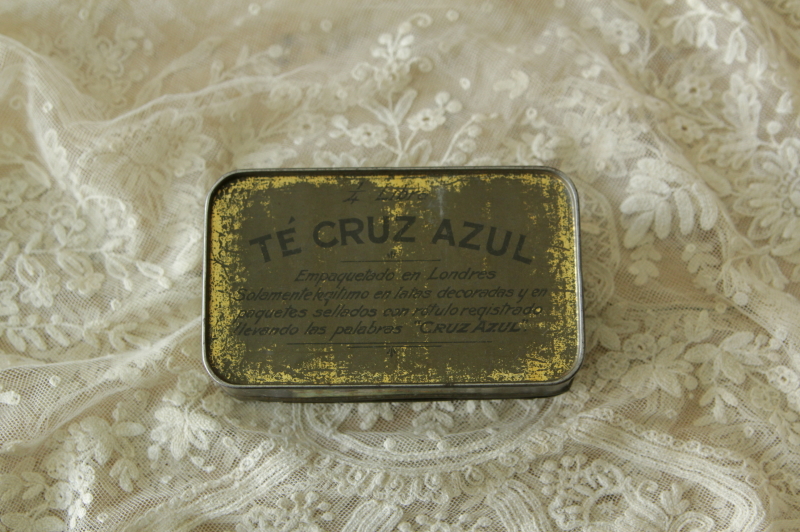 TÉ CRUZ AZUL
Empaquetado en Londres
Solamente legitimo en latas decoradas y en
paquetes sellados con rótulo registrado
llevando las palabras "CRUZ AZUL"